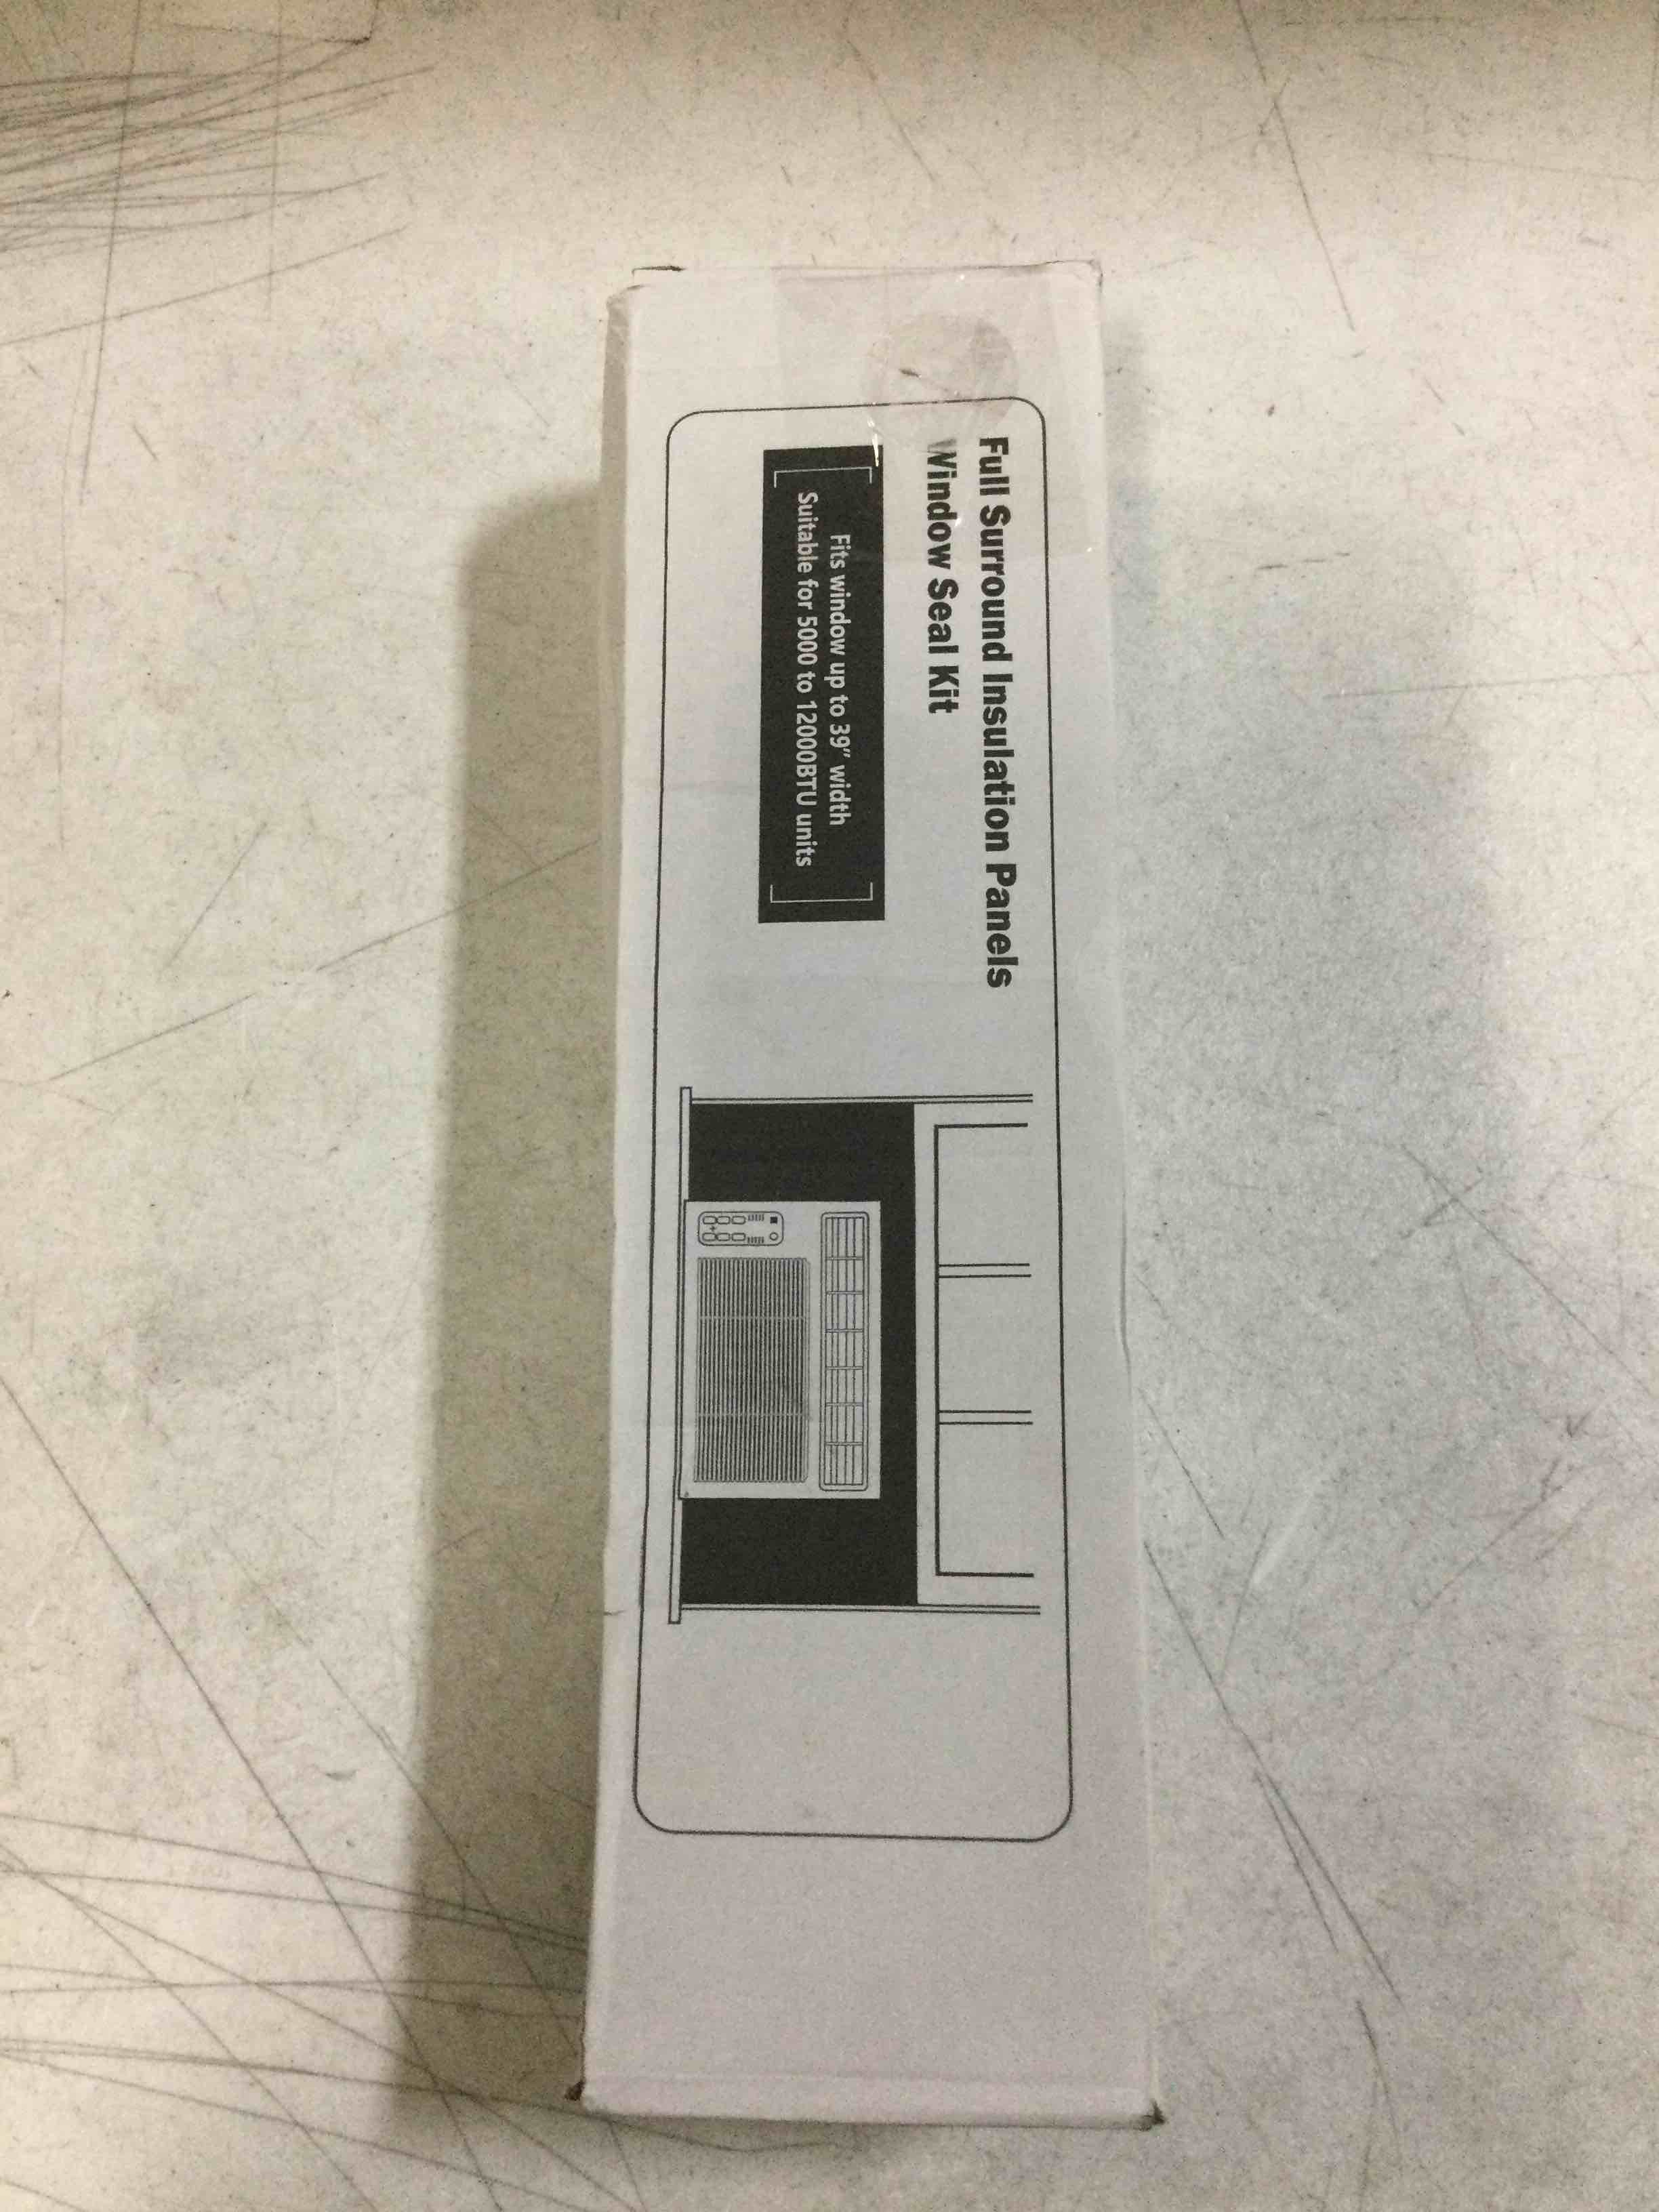 Full Surround Insulation Panels
Window Seal Kit
Fits window up to 39” width
Suitable for 5000 to 12000BTU units